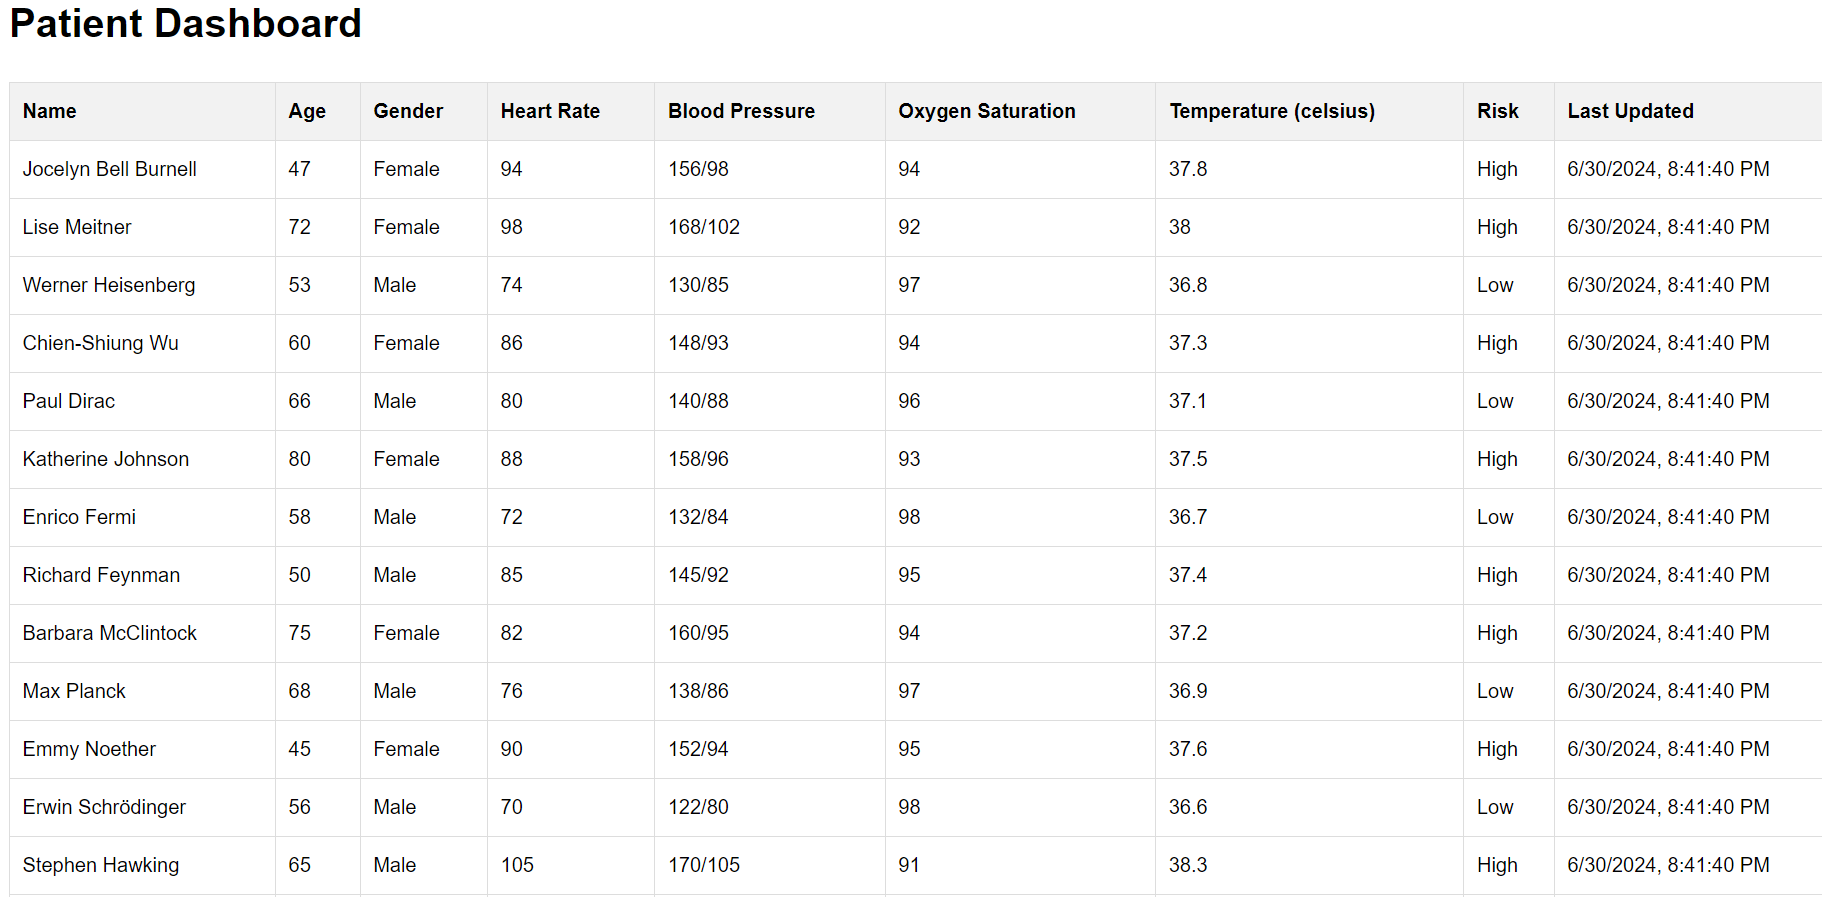 Patient Dashboard
Name Age Gender Heart Rate Blood Pressure Oxygen Saturation Temperature (celsius) Risk Last Updated
Jocelyn Bell Burnell 47 Female 94 156/98 94 37.8 High 6/30/2024, 8:41:40 PM
Lise Meitner 72 Female 98 168/102 92 38 High 6/30/2024, 8:41:40 PM
Werner Heisenberg 53 Male 74 130/85 97 36.8 Low 6/30/2024, 8:41:40 PM
Chien-Shiung Wu 60 Female 86 148/93 94 37.3 High 6/30/2024, 8:41:40 PM
Paul Dirac 66 Male 80 140/88 96 37.1 Low 6/30/2024, 8:41:40 PM
Katherine Johnson 80 Female 88 158/96 93 37.5 High 6/30/2024, 8:41:40 PM
Enrico Fermi 58 Male 72 132/84 98 36.7 Low 6/30/2024, 8:41:40 PM
Richard Feynman 50 Male 85 145/92 95 37.4 High 6/30/2024, 8:41:40 PM
Barbara McClintock 75 Female 82 160/95 94 37.2 High 6/30/2024, 8:41:40 PM
Max Planck 68 Male 76 138/86 97 36.9 Low 6/30/2024, 8:41:40 PM
Emmy Noether 45 Female 90 152/94 95 37.6 High 6/30/2024, 8:41:40 PM
Erwin Schrödinger 56 Male 70 122/80 98 36.6 Low 6/30/2024, 8:41:40 PM
Stephen Hawking 65 Male 105 170/105 91 38.3 High 6/30/2024, 8:41:40 PM